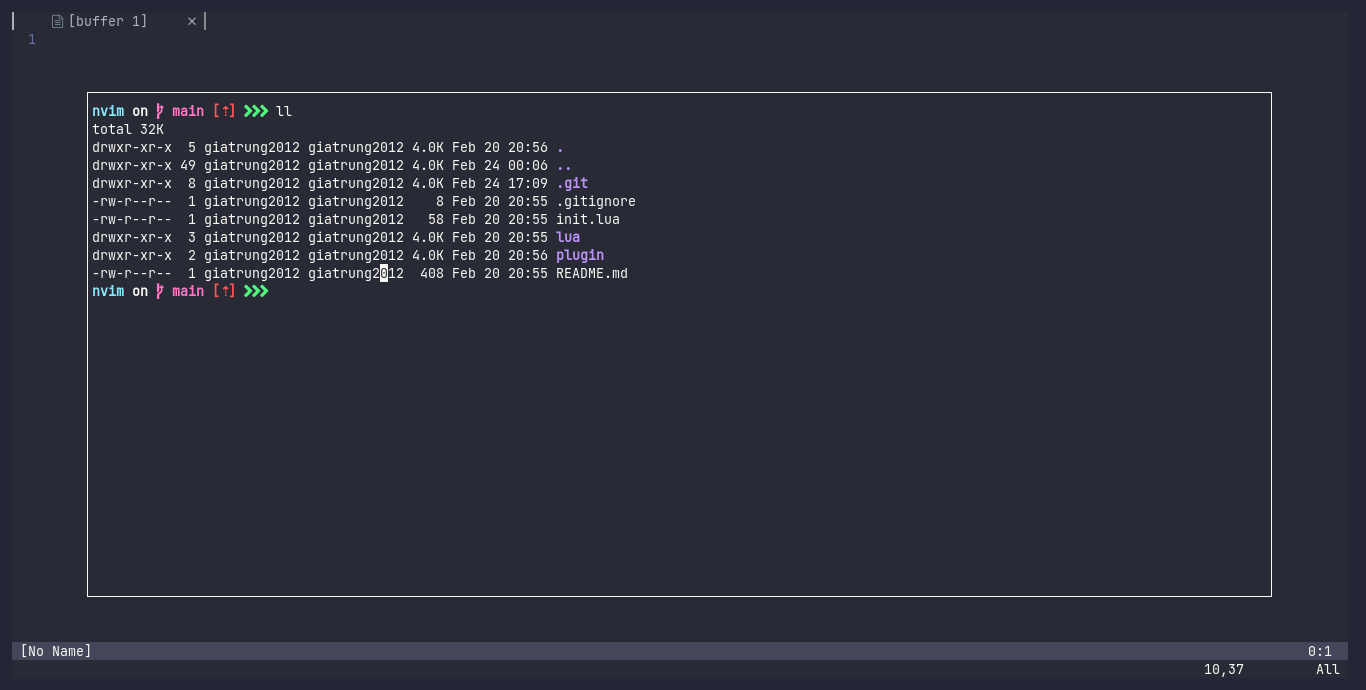 [buffer 1] ×
1
nvim on main [⇡] ❯❯❯ ll
total 32K
drwxr-xr-x  5 giatrung2012 giatrung2012 4.0K Feb 20 20:56 .
drwxr-xr-x 49 giatrung2012 giatrung2012 4.0K Feb 24 00:06 ..
drwxr-xr-x  8 giatrung2012 giatrung2012 4.0K Feb 24 17:09 .git
-rw-r--r--  1 giatrung2012 giatrung2012    8 Feb 20 20:55 .gitignore
-rw-r--r--  1 giatrung2012 giatrung2012   58 Feb 20 20:55 init.lua
drwxr-xr-x  3 giatrung2012 giatrung2012 4.0K Feb 20 20:55 lua
drwxr-xr-x  2 giatrung2012 giatrung2012 4.0K Feb 20 20:56 plugin
-rw-r--r--  1 giatrung2012 giatrung2012  408 Feb 20 20:55 README.md
nvim on main [⇡] ❯❯❯
[No Name] 0:1
10,37 All